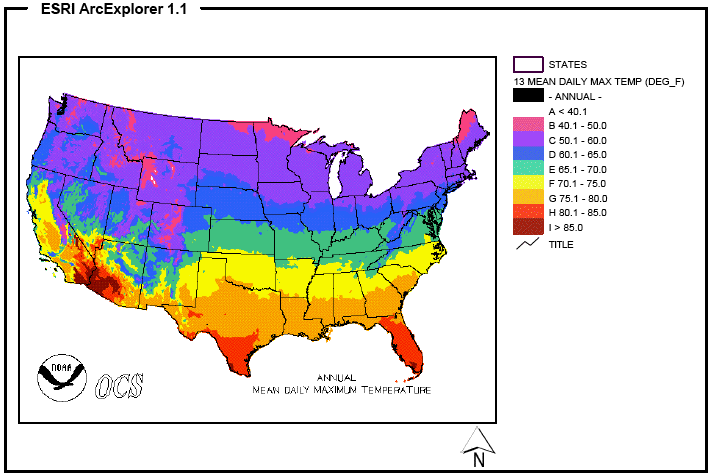 ESRI ArcExplorer 1.1
STATES
13 MEAN DAILY MAX TEMP (DEG_F)
- ANNUAL -
A < 40.1
B 40.1 - 50.0
C 50.1 - 60.0
D 60.1 - 65.0
E 65.1 - 70.0
F 70.1 - 75.0
G 75.1 - 80.0
H 80.1 - 85.0
I > 85.0
TITLE
NOAA
OCS
ANNUAL
MEAN DAILY MAXIMUM TEMPERATURE
N